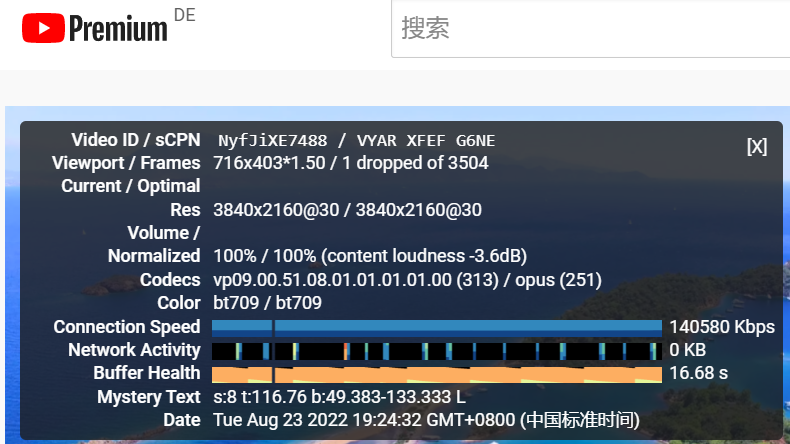 Premium DE
搜索
Video ID / sCPN NyfJiXE7488 / VYAR XFEF G6NE [X]
Viewport / Frames 716x403*1.50 / 1 dropped of 3504
Current / Optimal
Res 3840x2160@30 / 3840x2160@30
Volume /
Normalized 100% / 100% (content loudness -3.6dB)
Codecs vp09.00.51.08.01.01.01.01.00 (313) / opus (251)
Color bt709 / bt709
Connection Speed 140580 Kbps
Network Activity 0 KB
Buffer Health 16.68 s
Mystery Text s:8 t:116.76 b:49.383-133.333 L
Date Tue Aug 23 2022 19:24:32 GMT+0800 (中国标准时间)